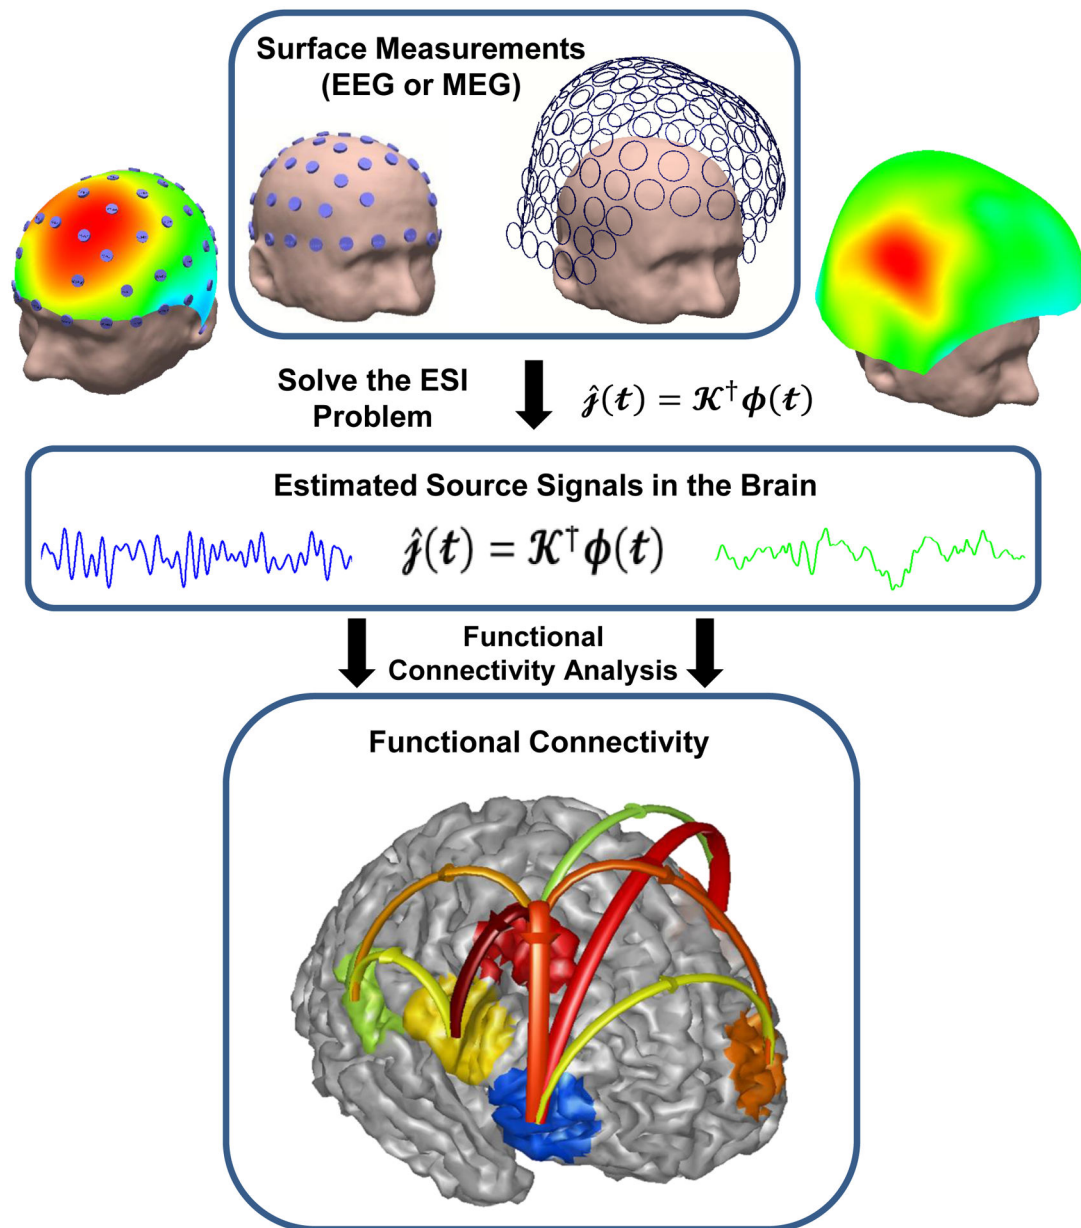 Surface Measurements
(EEG or MEG)
Solve the ESI
Problem
𝒋̂(𝒕) = 𝓚†𝝓(𝒕)
Estimated Source Signals in the Brain
𝒋̂(𝒕) = 𝓚†𝝓(𝒕)
Functional
Connectivity Analysis
Functional Connectivity